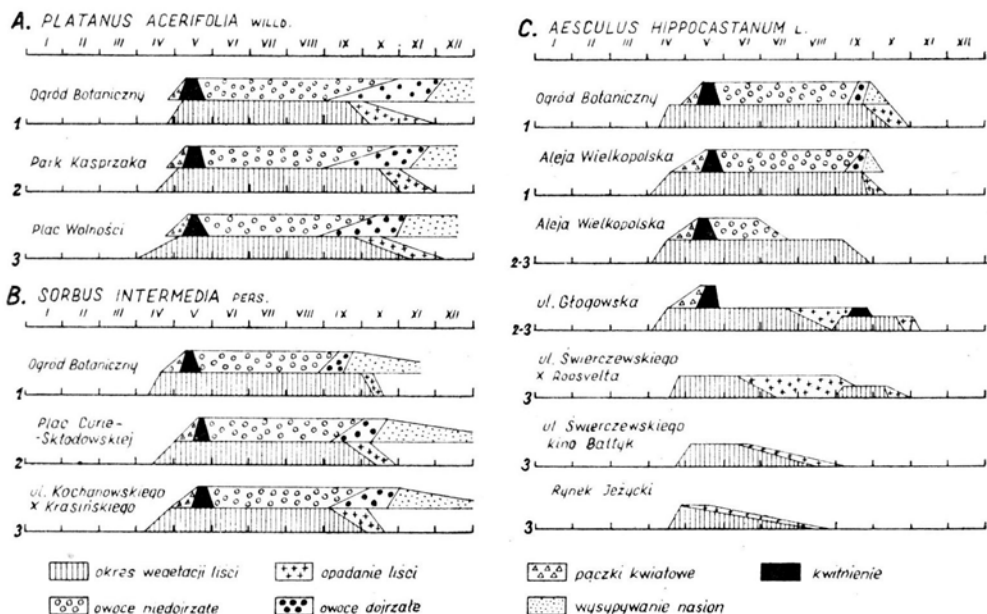 A. PLATANUS ACERIFOLIA WILLD.
I II III IV V VI VII VIII IX X XI XII
Ogród Botaniczny
1
Park Kasprzaka
2
Plac Wolności
3
B. SORBUS INTERMEDIA PERS.
I II III IV V VI VII VIII IX X XI XII
Ogród Botaniczny
1
Plac Curie-
-Skłodowskiej
2
ul. Kochanowskiego
x Krasińskiego
3
C. AESCULUS HIPPOCASTANUM L.
I II III IV V VI VII VIII IX X XI XII
Ogród Botaniczny
1
Aleja Wielkopolska
1
Aleja Wielkopolska
2-3
ul. Głogowska
2-3
ul. Świerczewskiego
x Roosvelta
3
ul. Świerczewskiego
kino Bałtyk
3
Rynek Jeżycki
3
okres wegetacji liści
opadanie liści
owoce niedojrzałe
owoce dojrzałe
pączki kwiatowe
kwitnienie
wysypywanie nasion